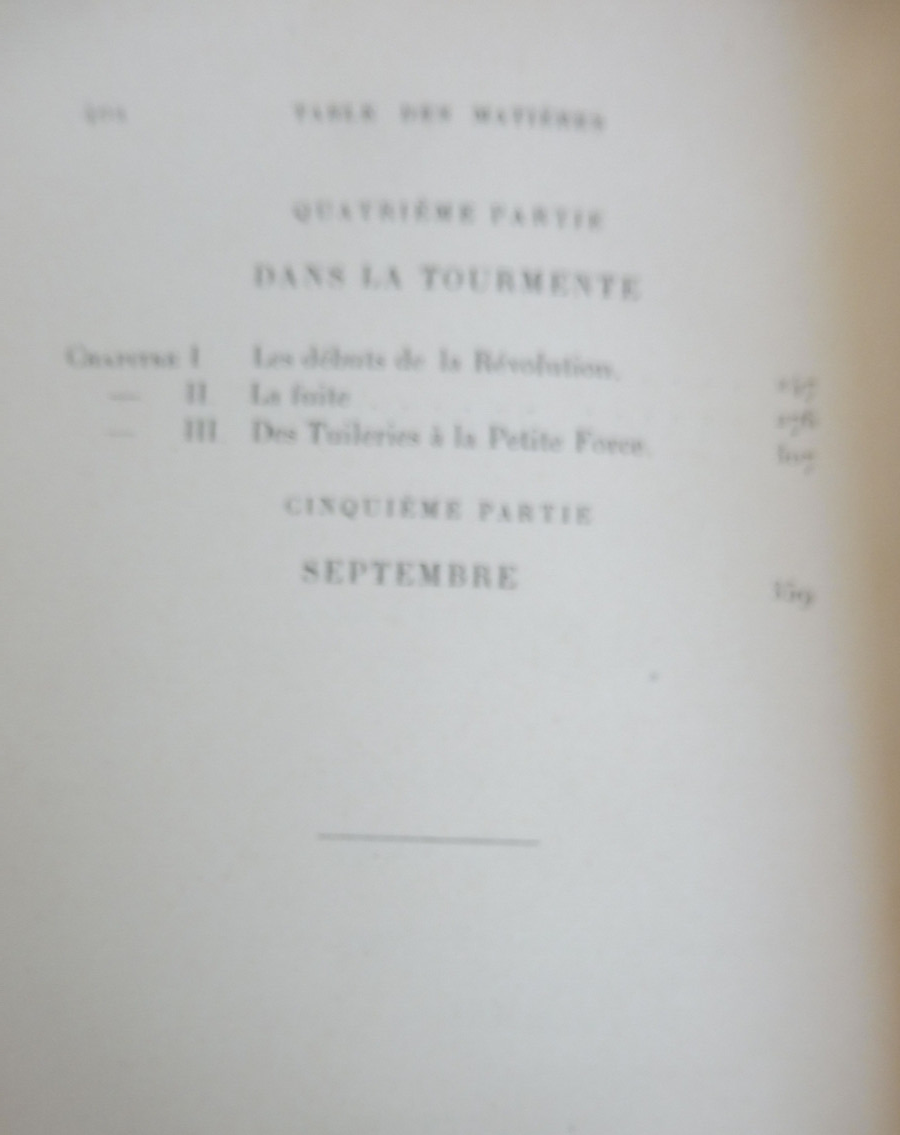 TABLE DES MATIÈRES
QUATRIÈME PARTIE
DANS LA TOURMENTE
CHAPITRE I Les débuts de la Révolution.
— II La fuite
— III. Des Tuileries à la Petite Force.
CINQUIÈME PARTIE
SEPTEMBRE